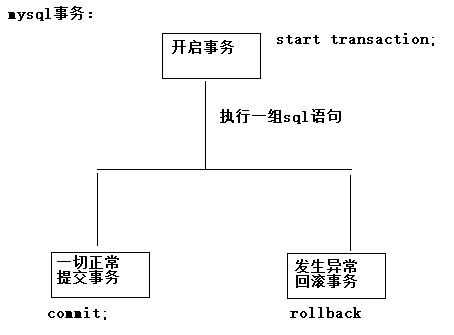 mysql事务：
开启事务
start transaction;
执行一组sql语句
一切正常
提交事务
发生异常
回滚事务
commit;
rollback